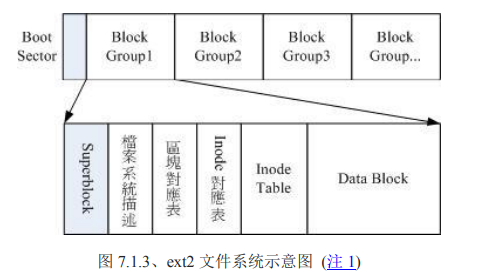 Boot
Sector
Block
Group1
Block
Group2
Block
Group3
Block
Group...
Superblock
檔案系統描述
區塊對應表
Inode 對應表
Inode
Table
Data Block
图 7.1.3、ext2 文件系统示意图 (注 1)